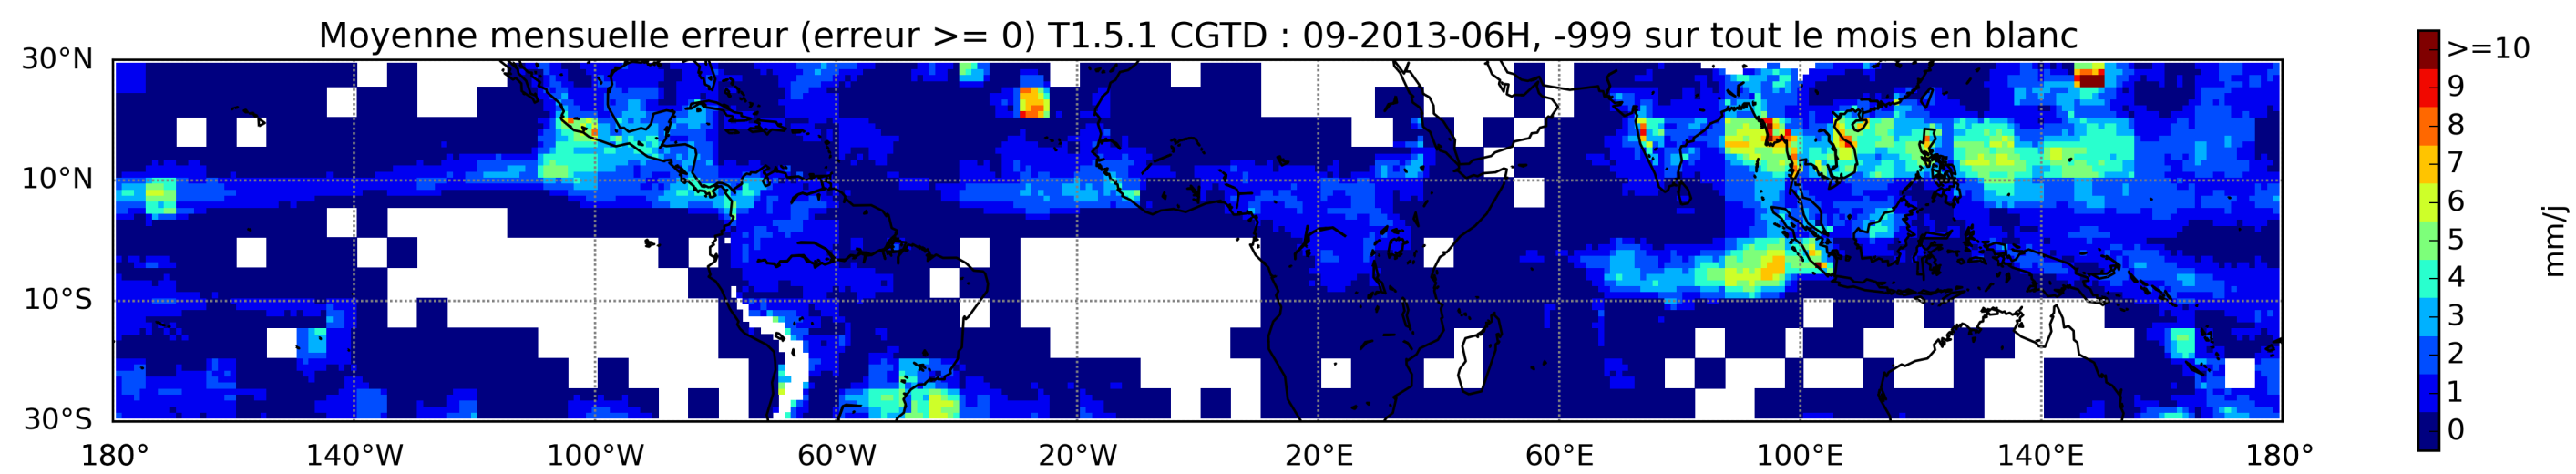 Moyenne mensuelle erreur (erreur >= 0) T1.5.1 CGTD : 09-2013-06H, -999 sur tout le mois en blanc
30°N
10°N
10°S
30°S
180°
140°W
100°W
60°W
20°W
20°E
60°E
100°E
140°E
180°
>=10
9
8
7
6
5
4
3
2
1
0
mm/j